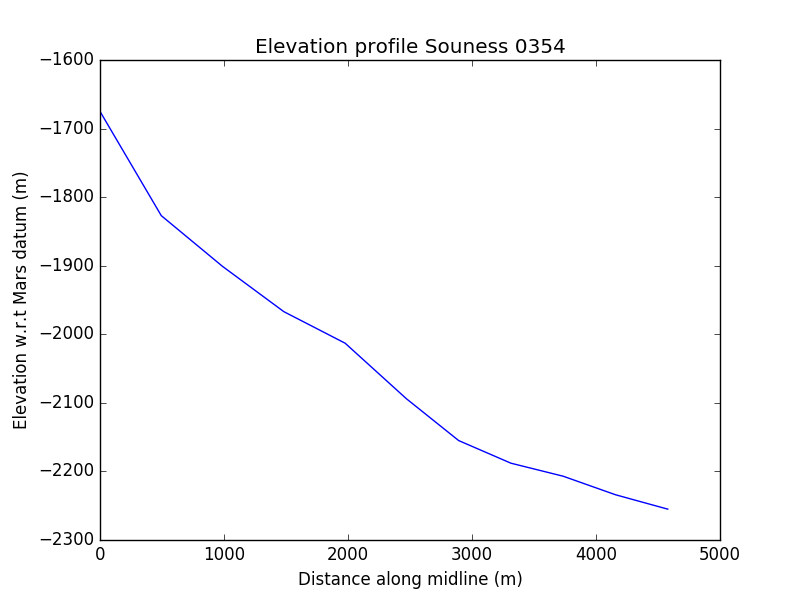 Elevation profile Souness 0354
−1600
−1700
−1800
−1900
−2000
−2100
−2200
−2300
Elevation w.r.t Mars datum (m)
0 1000 2000 3000 4000 5000
Distance along midline (m)